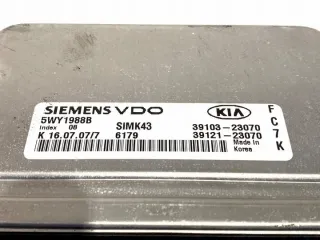 SIEMENS VDO
KIA
F
5WY1988B
C
Index 08
SIMK43
39103-23070
7
K 16.07.07/7
6179
39121-23070
K
Made in
Korea